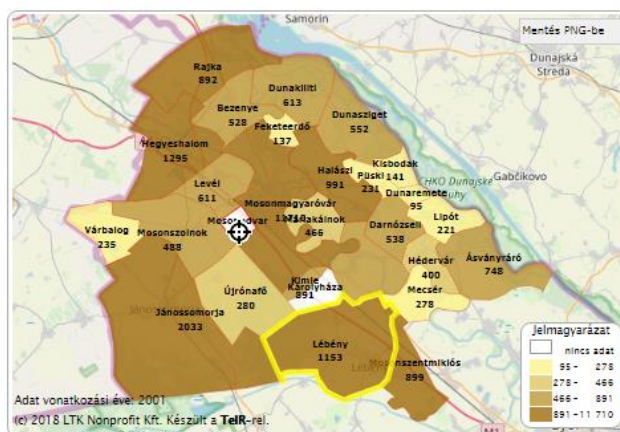 Samorín
Mentés PNG-be
Dunajská
Streda
Rajka
892
Dunakiliti
613
Bezenye
528
Dunasziget
552
Feketeerdő
137
Hegyeshalom
1295
Halászi
991
Kisbodak
141
Püski
231
Gabčíkovo
CHKO Dunajské
luhy
Levél
611
Dunaremete
95
Mosonmagyaróvár
466
Lipót
221
Várbalog
235
Mosonszolnok
488
Darnózseli
538
Hédervár
400
Ásványráró
748
Mecsér
278
Újrónafő
280
Kimle
Károlyháza
891
Jánossomorja
2033
Lébény
1153
Mosonszentmiklós
899
Jelmagyarázat
nincs adat
95 - 278
278 - 466
466 - 891
891 - 11 710
Adat vonatkozási éve: 2001
(c) 2018 LTK Nonprofit Kft. Készült a TeIR-rel.
M1